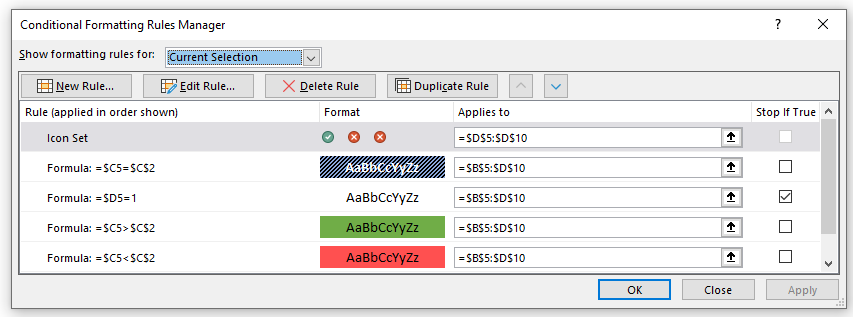 Conditional Formatting Rules Manager ?
Show formatting rules for: Current Selection
New Rule... Edit Rule... Delete Rule Duplicate Rule
Rule (applied in order shown) Format Applies to Stop If True
Icon Set =$D$5:$D$10
Formula: =$C5=$C$2 AaBbCcYyZz =$B$5:$D$10
Formula: =$D5=1 AaBbCcYyZz =$B$5:$D$10
Formula: =$C5>$C$2 AaBbCcYyZz =$B$5:$D$10
Formula: =$C5<$C$2 AaBbCcYyZz =$B$5:$D$10
OK Close Apply